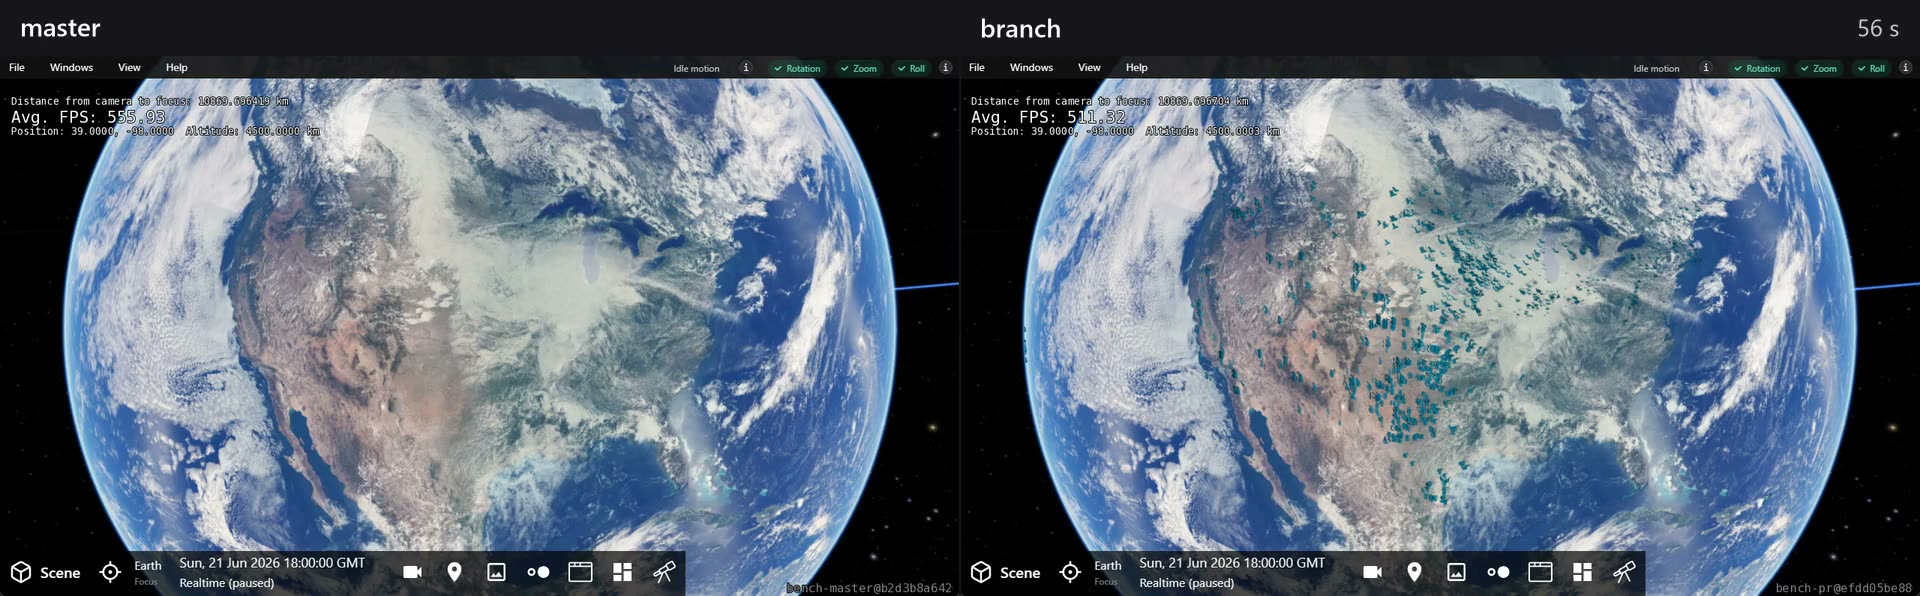 master
File Windows View Help Idle motion i Rotation Zoom Roll i
Distance from camera to focus: 10869.696419 km
Avg. FPS: 555.93
Position: 39.0000, -98.0000 Altitude: 4500.0000 km
Scene
Earth
Focus
Sun, 21 Jun 2026 18:00:00 GMT
Realtime (paused)
bench-master@b2d3b8a642
branch
56 s
File Windows View Help Idle motion i Rotation Zoom Roll i
Distance from camera to focus: 10869.696704 km
Avg. FPS: 511.32
Position: 39.0000, -98.0000 Altitude: 4500.0003 km
Scene
Earth
Focus
Sun, 21 Jun 2026 18:00:00 GMT
Realtime (paused)
bench-pr@efdd05be88